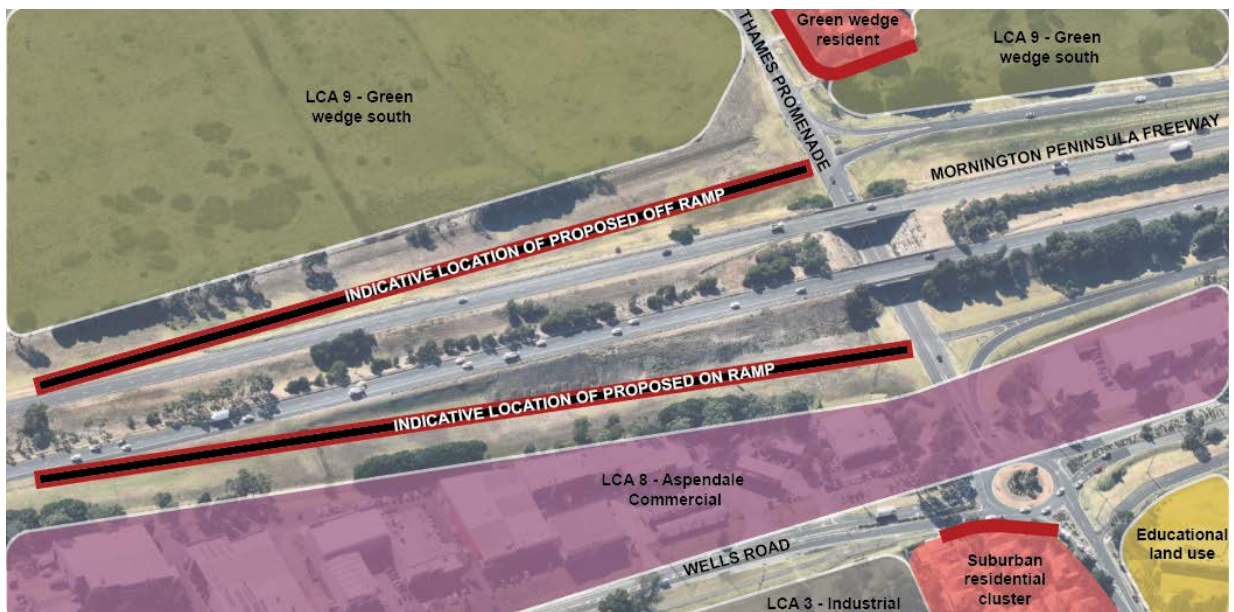 THAMES PROMENADE
Green wedge
resident
LCA 9 - Green
wedge south
LCA 9 - Green
wedge south
MORNINGTON PENINSULA FREEWAY
INDICATIVE LOCATION OF PROPOSED OFF RAMP
INDICATIVE LOCATION OF PROPOSED ON RAMP
LCA 8 - Aspendale
Commercial
WELLS ROAD
Educational
land use
Suburban
residential
cluster
LCA 3 - Industrial